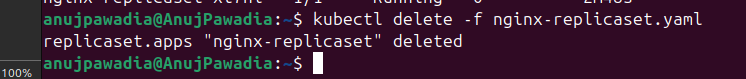 anujpawadia@AnujPawadia:~$ kubectl delete -f nginx-replicaset.yaml
replicaset.apps "nginx-replicaset" deleted
anujpawadia@AnujPawadia:~$
100%